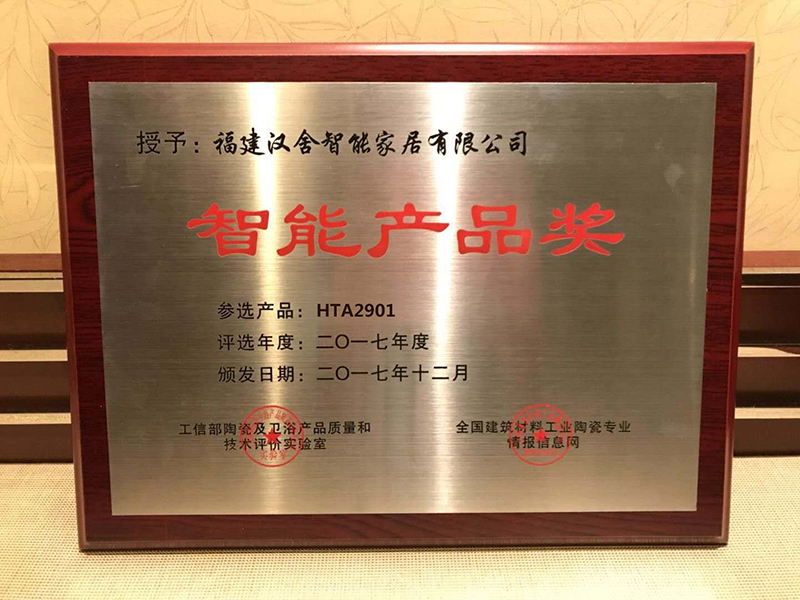 授予：福建汉舍智能家居有限公司
智能产品奖
参选产品：HTA2901
评选年度：二〇一七年度
颁发日期：二〇一七年十二月
工信部陶瓷及卫浴产品质量和
技术评价实验室
全国建筑材料工业陶瓷专业
情报信息网